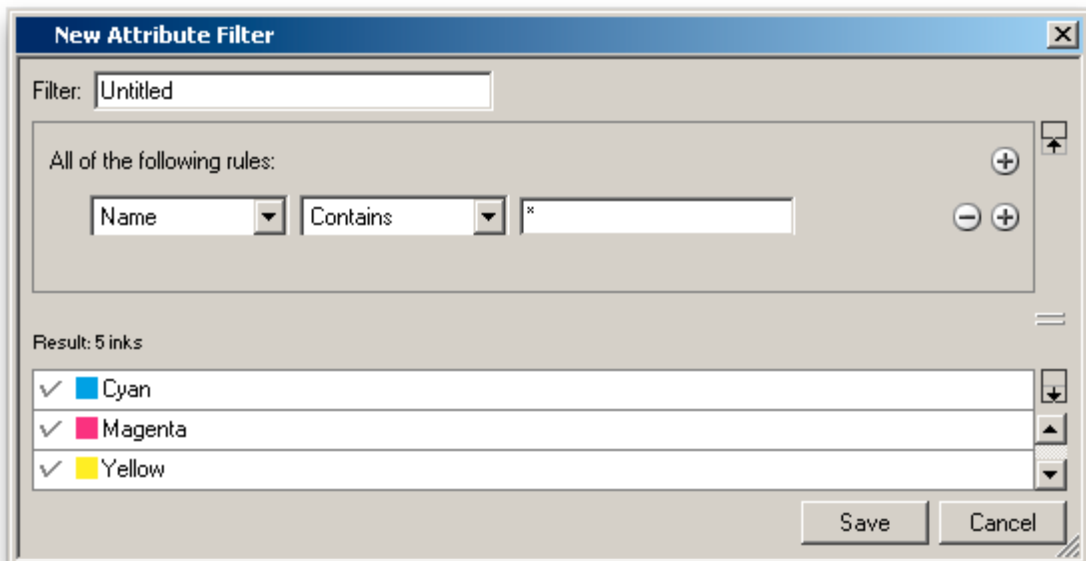 New Attribute Filter
Filter: Untitled
All of the following rules:
Name Contains *
Result: 5 inks
Cyan
Magenta
Yellow
Save Cancel